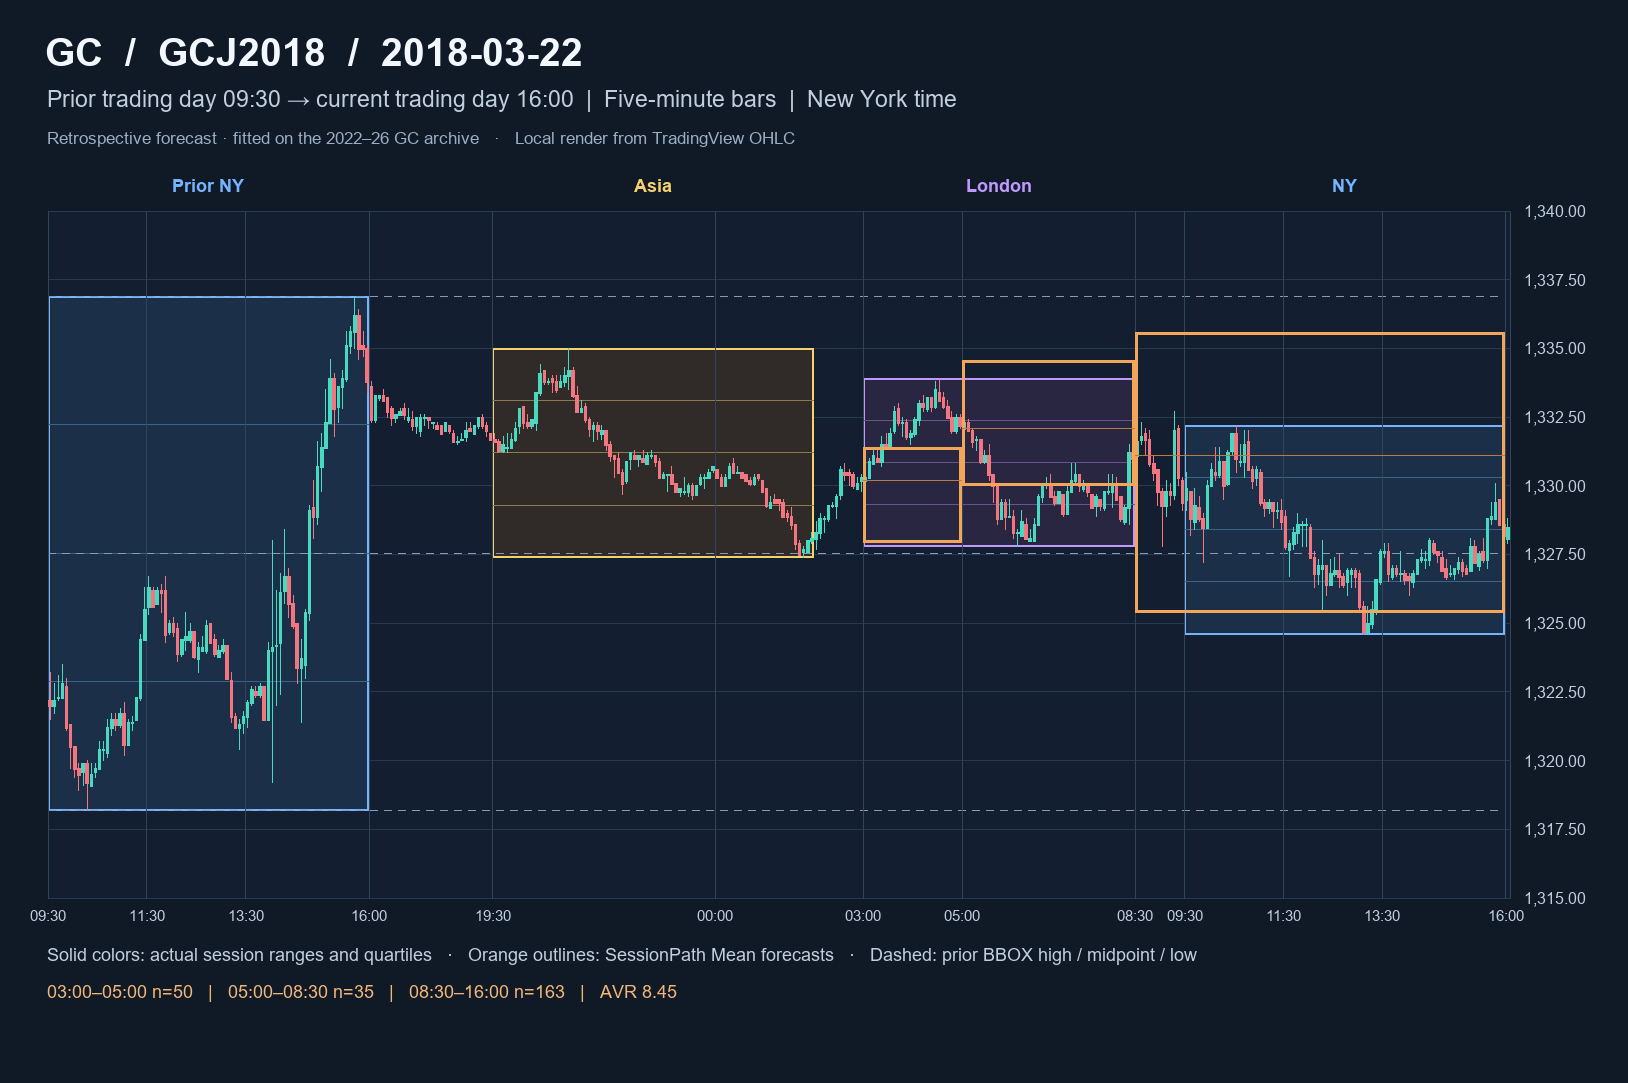 GC / GCJ2018 / 2018-03-22
Prior trading day 09:30 → current trading day 16:00 | Five-minute bars | New York time
Retrospective forecast · fitted on the 2022–26 GC archive · Local render from TradingView OHLC
Prior NY Asia London NY
1,340.00
1,337.50
1,335.00
1,332.50
1,330.00
1,327.50
1,325.00
1,322.50
1,320.00
1,317.50
1,315.00
09:30 11:30 13:30 16:00 19:30 00:00 03:00 05:00 08:30 09:30 11:30 13:30 16:00
Solid colors: actual session ranges and quartiles · Orange outlines: SessionPath Mean forecasts · Dashed: prior BBOX high / midpoint / low
03:00–05:00 n=50 | 05:00–08:30 n=35 | 08:30–16:00 n=163 | AVR 8.45